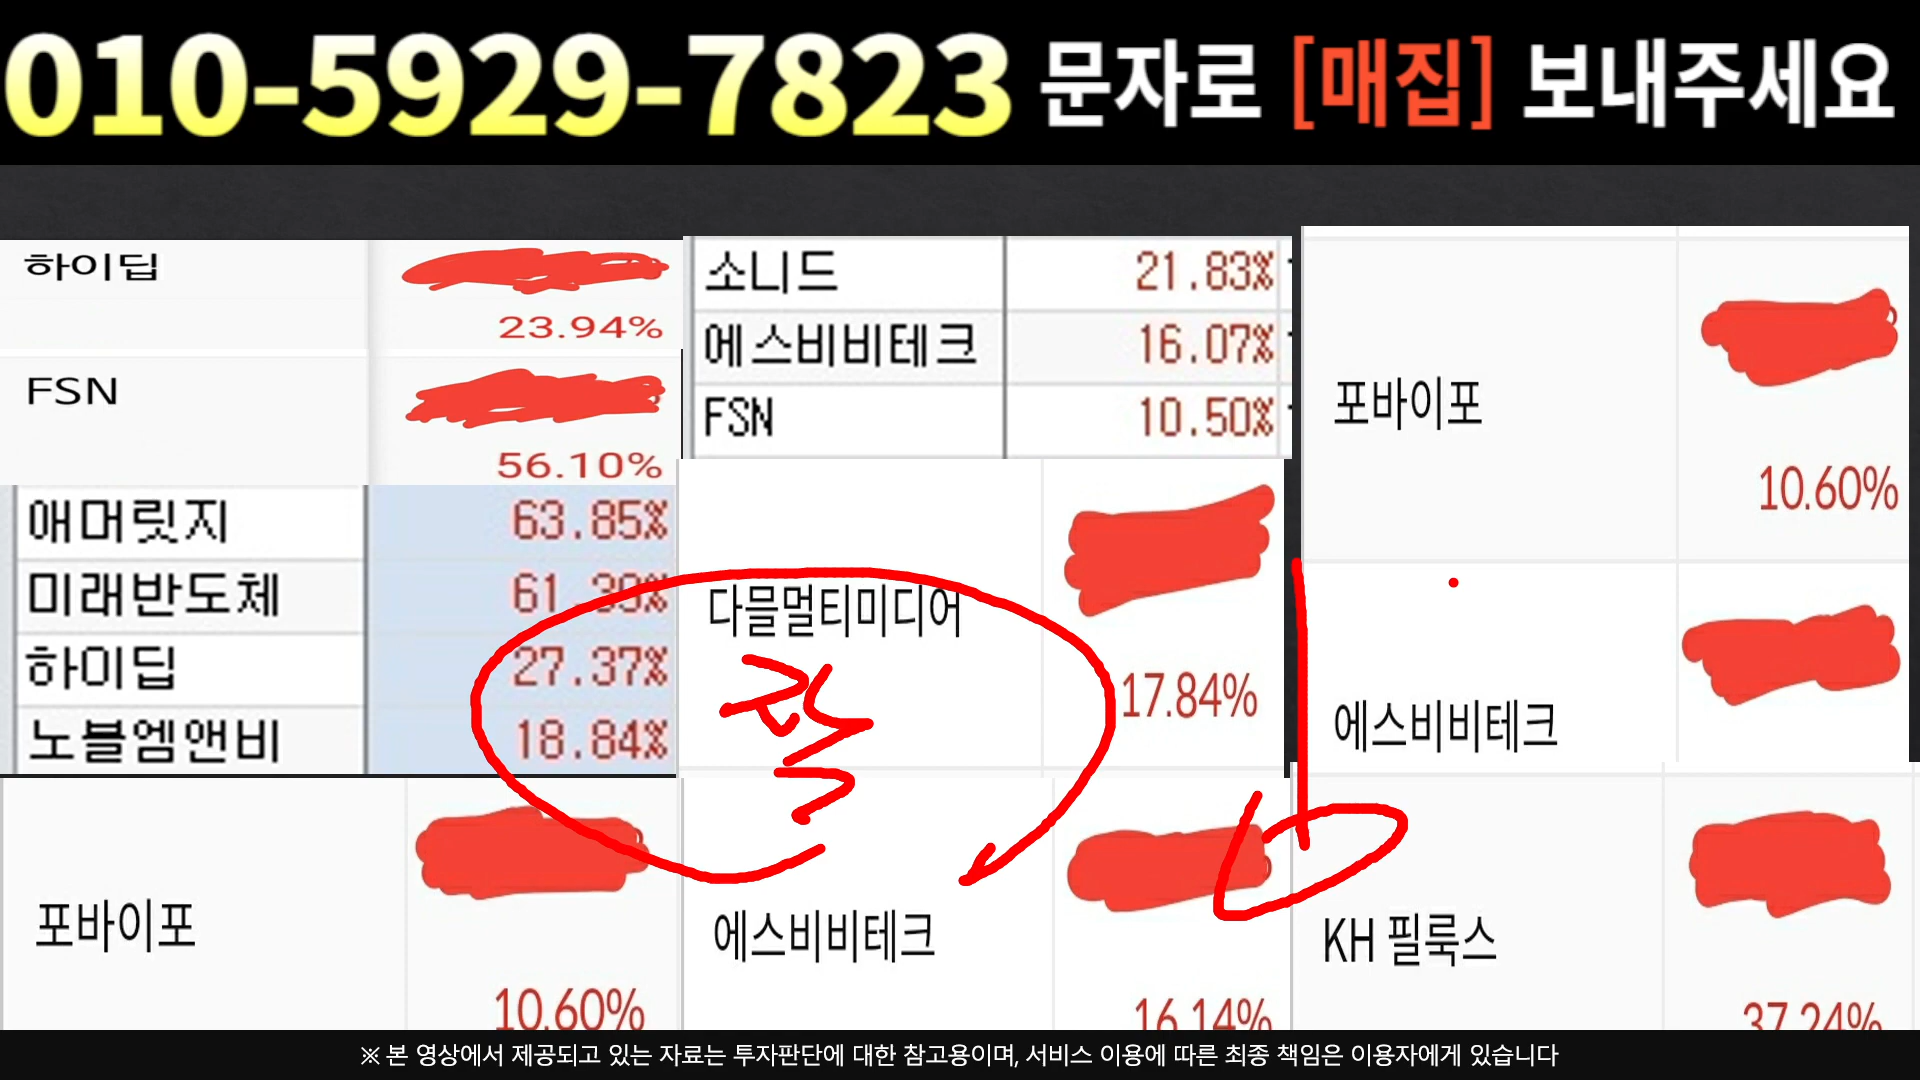 010-5929-7823 문자로 [매집] 보내주세요
하이딥
23.94%
FSN
56.10%
애머릿지 63.85%
미래반도체 61.39%
하이딥 27.37%
노블엠앤비 18.84%
소니드 21.83%
에스비비테크 16.07%
FSN 10.50%
다믈멀티미디어
17.84%
포바이포
10.60%
에스비비테크
포바이포
10.60%
에스비비테크
16.14%
KH 필룩스
37.24%
※ 본 영상에서 제공되고 있는 자료는 투자판단에 대한 참고용이며, 서비스 이용에 따른 최종 책임은 이용자에게 있습니다